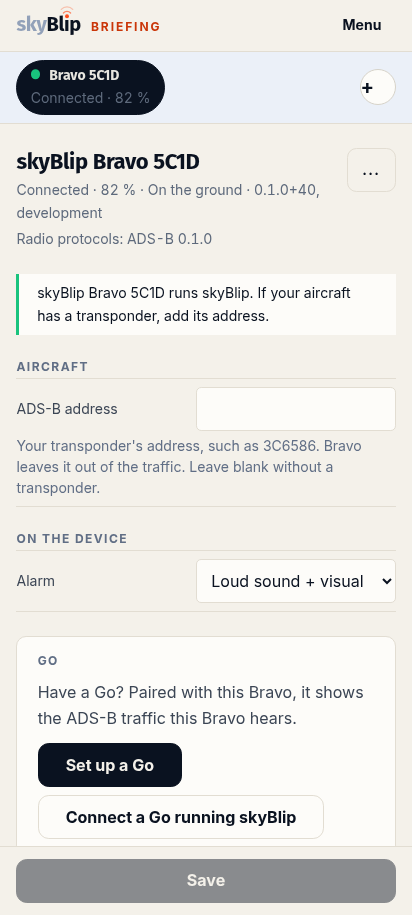 skyBlip BRIEFING
Menu
Bravo 5C1D
Connected · 82 %
+
skyBlip Bravo 5C1D
Connected · 82 % · On the ground · 0.1.0+40,
development
Radio protocols: ADS-B 0.1.0
...
skyBlip Bravo 5C1D runs skyBlip. If your aircraft
has a transponder, add its address.
AIRCRAFT
ADS-B address
Your transponder's address, such as 3C6586. Bravo
leaves it out of the traffic. Leave blank without a
transponder.
ON THE DEVICE
Alarm
Loud sound + visual
GO
Have a Go? Paired with this Bravo, it shows
the ADS-B traffic this Bravo hears.
Set up a Go
Connect a Go running skyBlip
Save